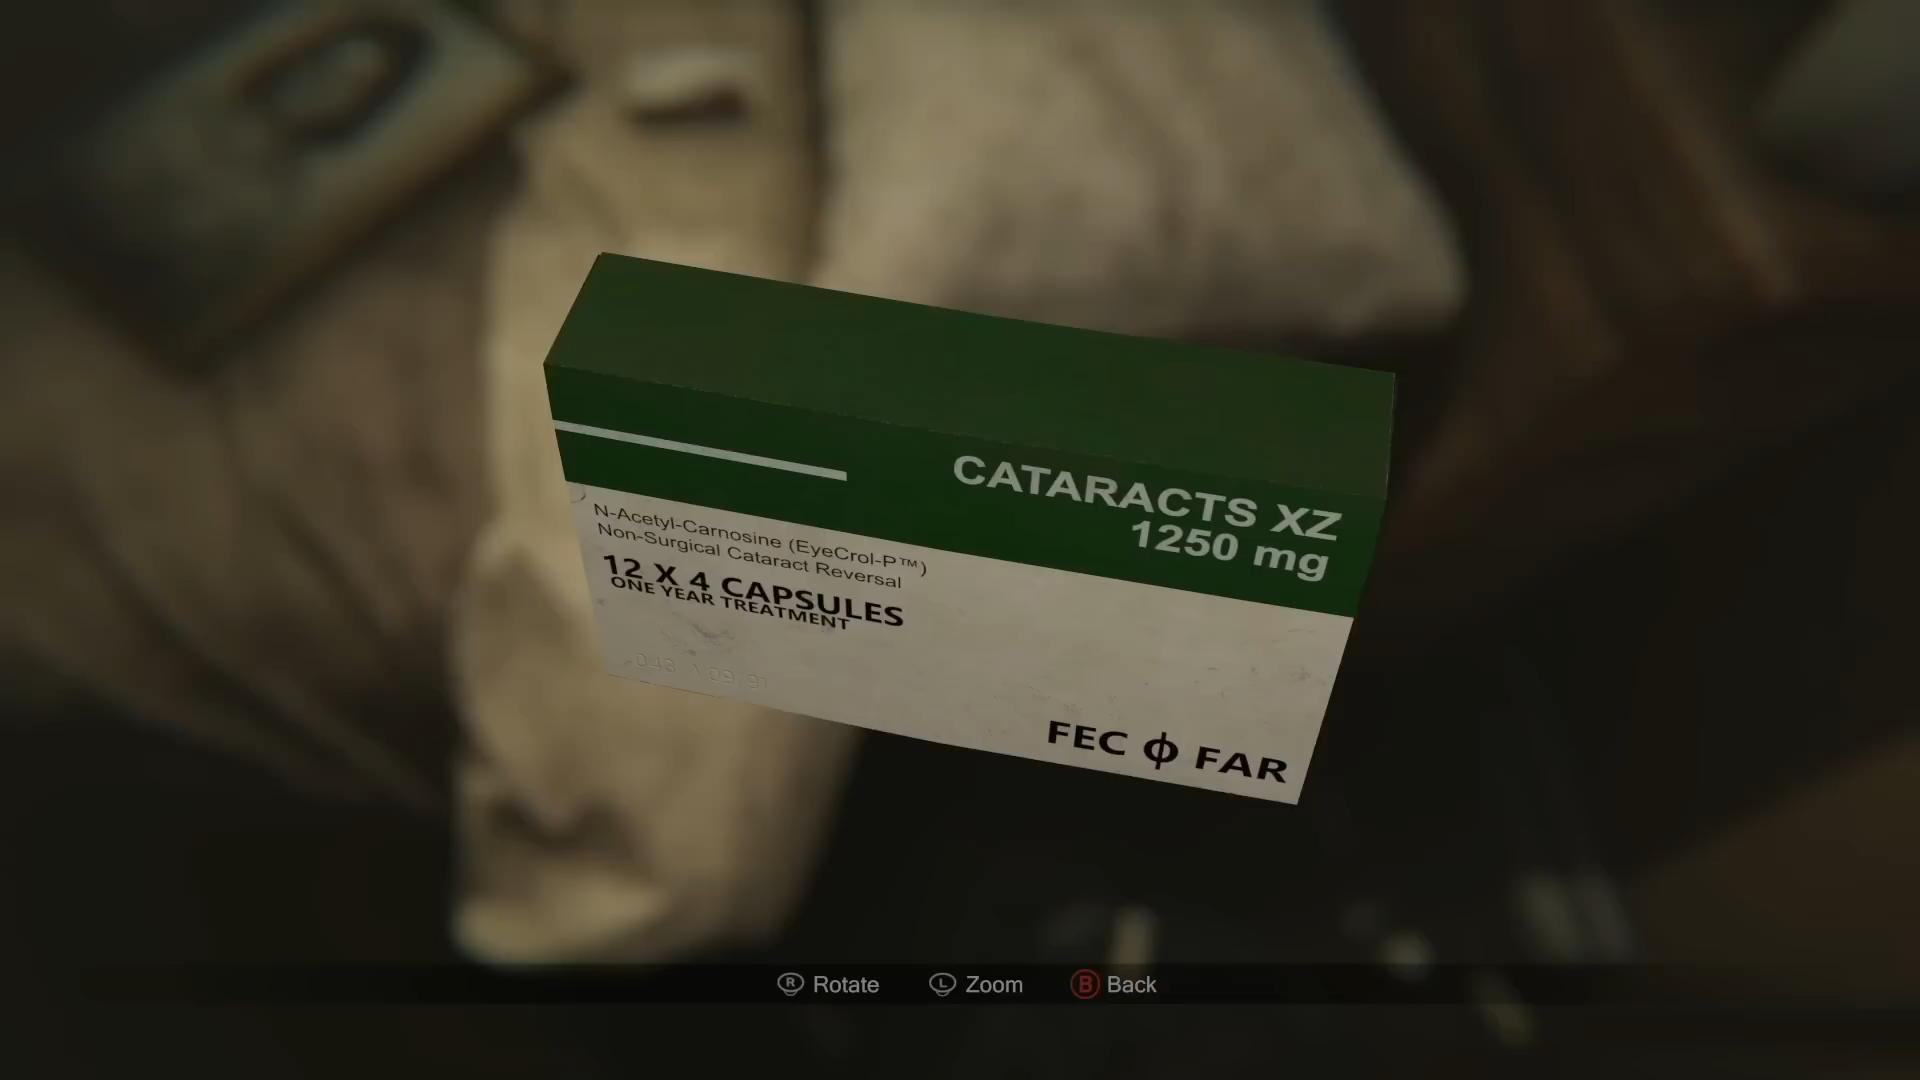 CATARACTS XZ
1250 mg
N-Acetyl-Carnosine (EyeCrol-P™)
Non-Surgical Cataract Reversal
12 X 4 CAPSULES
ONE YEAR TREATMENT
FEC ϕ FAR
R Rotate L Zoom B Back